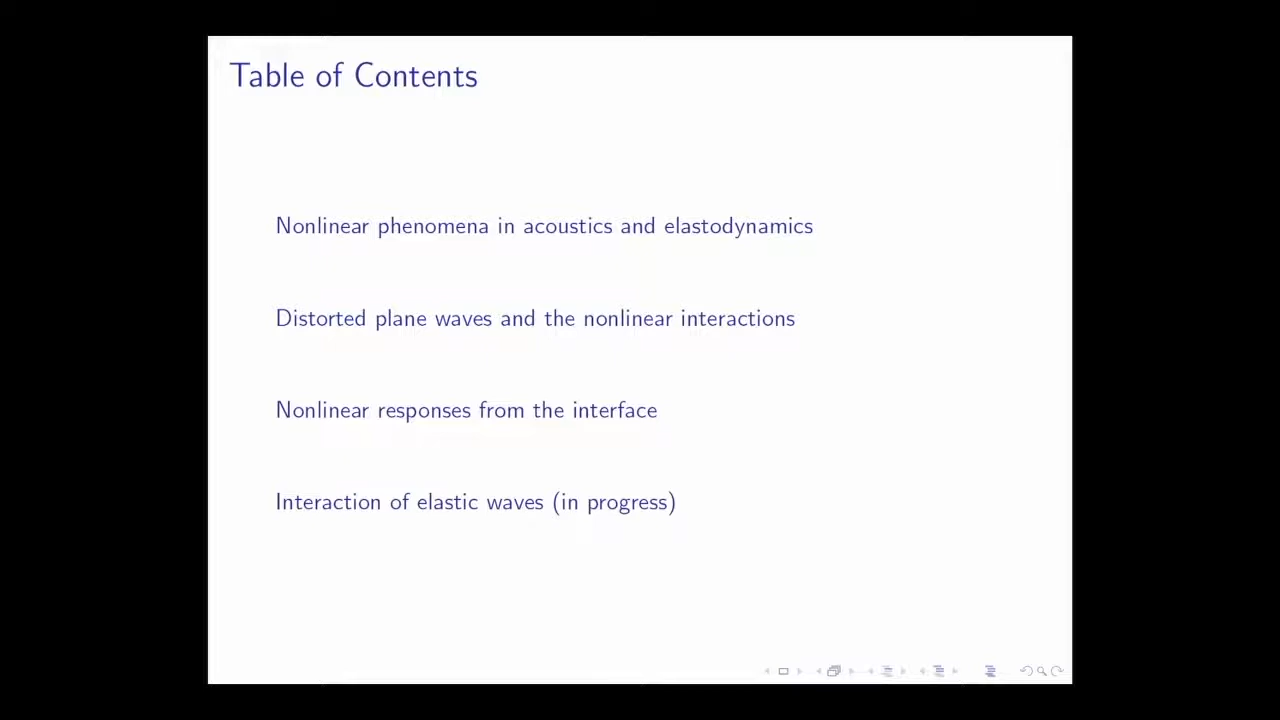 Table of Contents
Nonlinear phenomena in acoustics and elastodynamics
Distorted plane waves and the nonlinear interactions
Nonlinear responses from the interface
Interaction of elastic waves (in progress)